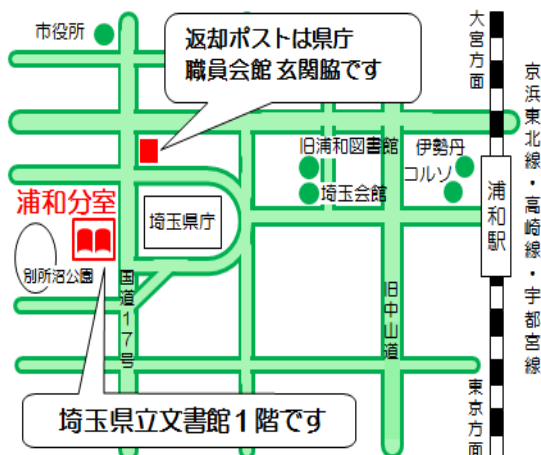 市役所
返却ポストは県庁
職員会館 玄関脇です
大宮方面
京浜東北線・高崎線・宇都宮線
旧浦和図書館
伊勢丹
コルソ
埼玉会館
浦和駅
浦和分室
埼玉県庁
別所沼公園
国道17号
旧中山道
埼玉県立文書館1階です
東京方面